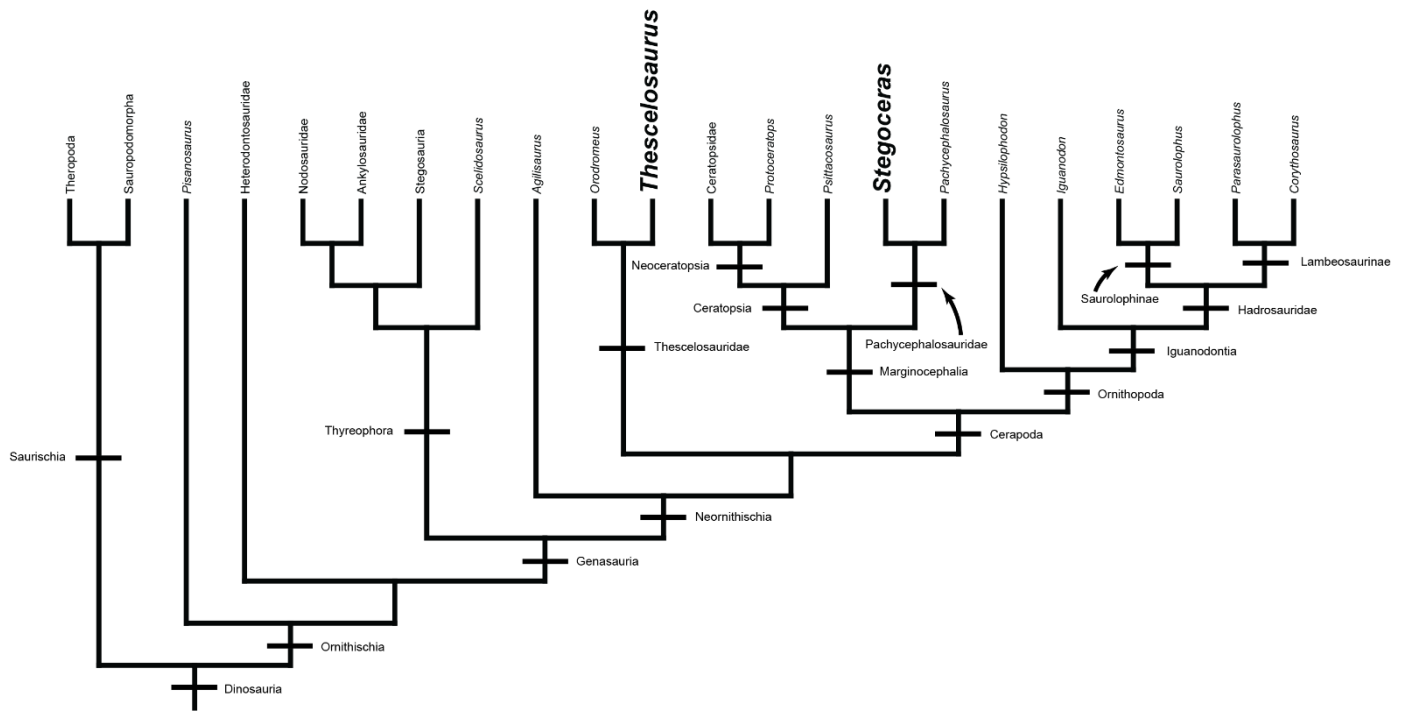 Theropoda
Sauropodomorpha
Pisanosaurus
Heterodontosauridae
Nodosauridae
Ankylosauridae
Stegosauria
Scelidosaurus
Agilisaurus
Orodromeus
Thescelosaurus
Ceratopsidae
Protoceratops
Psittacosaurus
Stegoceras
Pachycephalosaurus
Hypsilophodon
Iguanodon
Edmontosaurus
Saurolophus
Parasaurolophus
Corythosaurus
Neoceratopsia
Lambeosaurinae
Saurolophinae
Ceratopsia
Hadrosauridae
Thescelosauridae
Pachycephalosauridae
Iguanodontia
Marginocephalia
Ornithopoda
Thyreophora
Cerapoda
Saurischia
Neornithischia
Genasauria
Ornithischia
Dinosauria